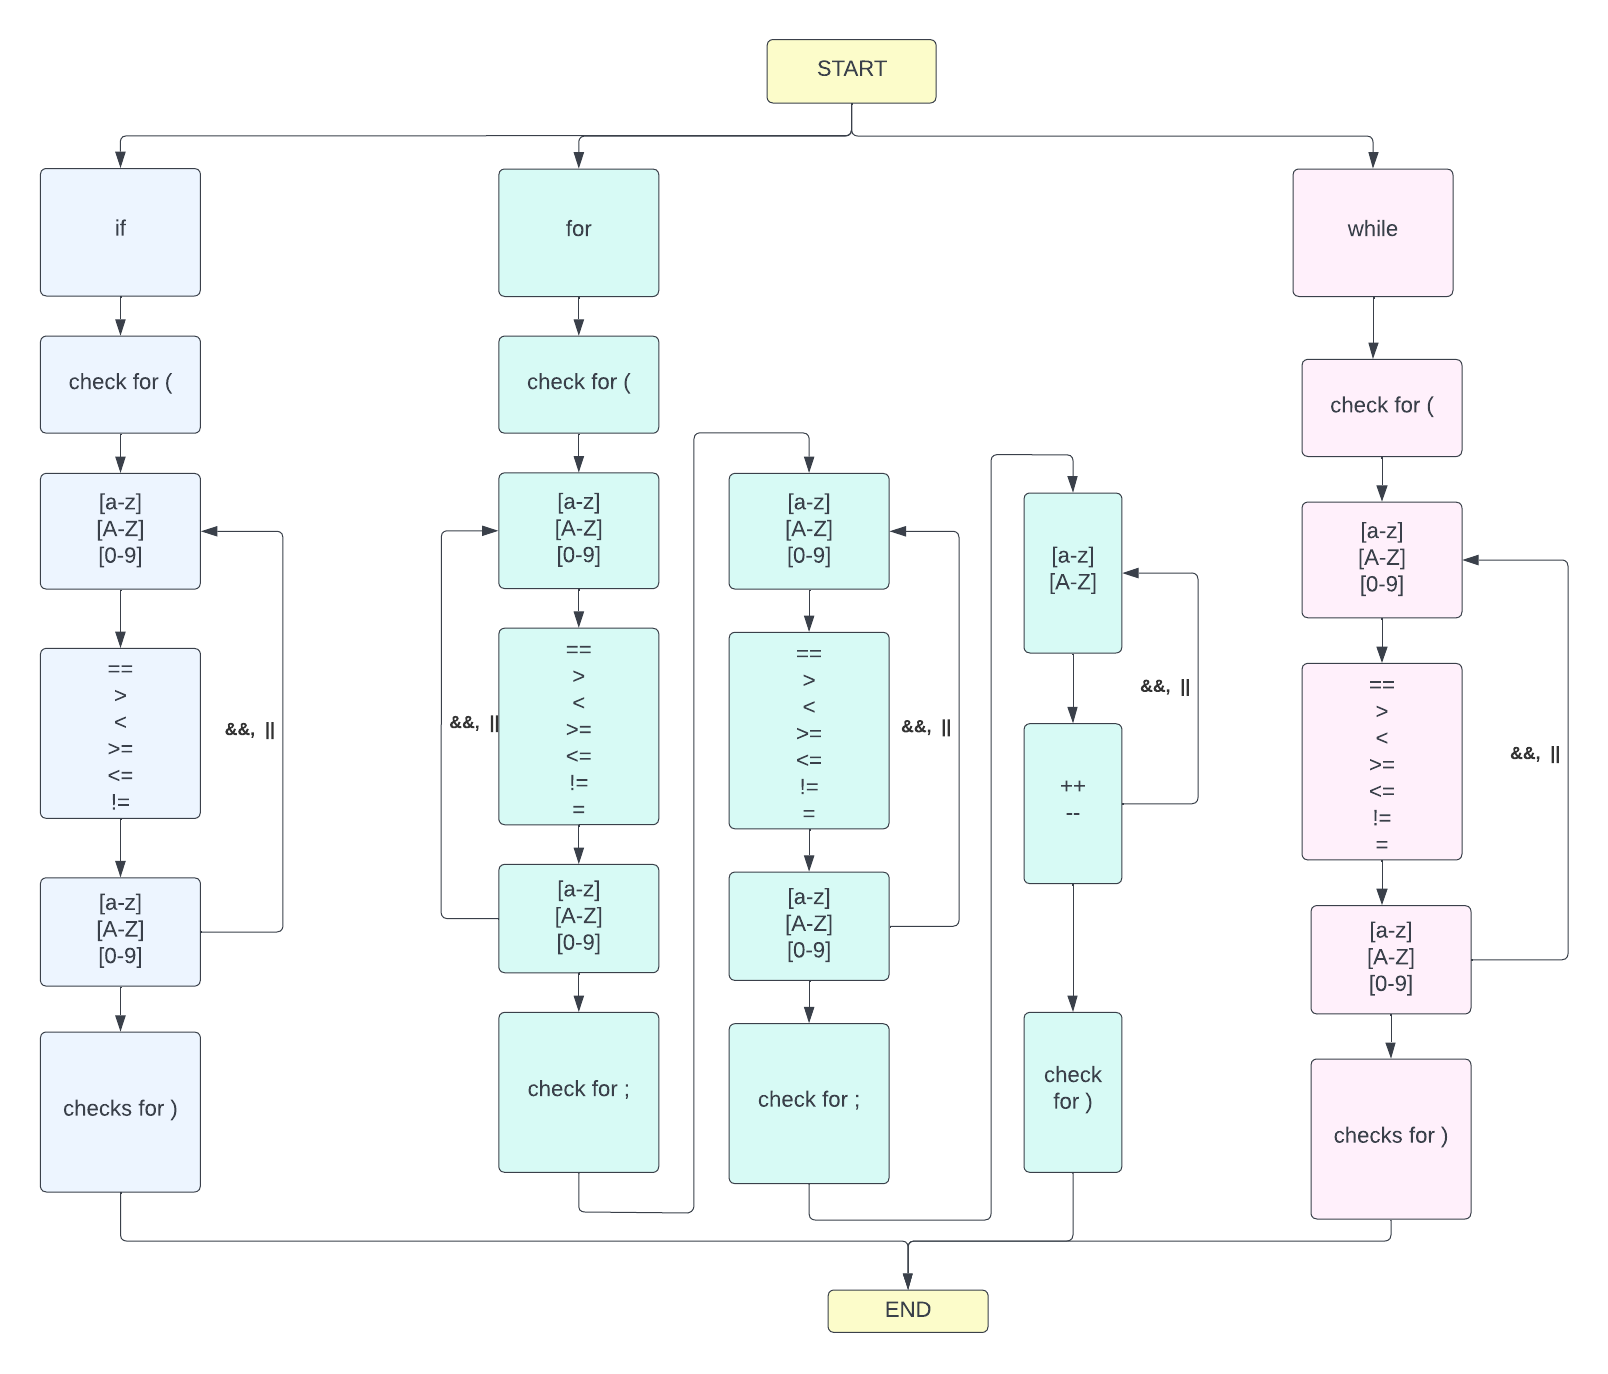 START
if
check for (
[a-z]
[A-Z]
[0-9]
==
>
<
>=
<=
!=
&&, ||
[a-z]
[A-Z]
[0-9]
checks for )
for
check for (
[a-z]
[A-Z]
[0-9]
==
>
<
>=
<=
!=
=
&&, ||
[a-z]
[A-Z]
[0-9]
check for ;
[a-z]
[A-Z]
[0-9]
==
>
<
>=
<=
!=
=
&&, ||
[a-z]
[A-Z]
[0-9]
check for ;
[a-z]
[A-Z]
&&, ||
++
--
check
for )
while
check for (
[a-z]
[A-Z]
[0-9]
==
>
<
>=
<=
!=
=
&&, ||
[a-z]
[A-Z]
[0-9]
checks for )
END